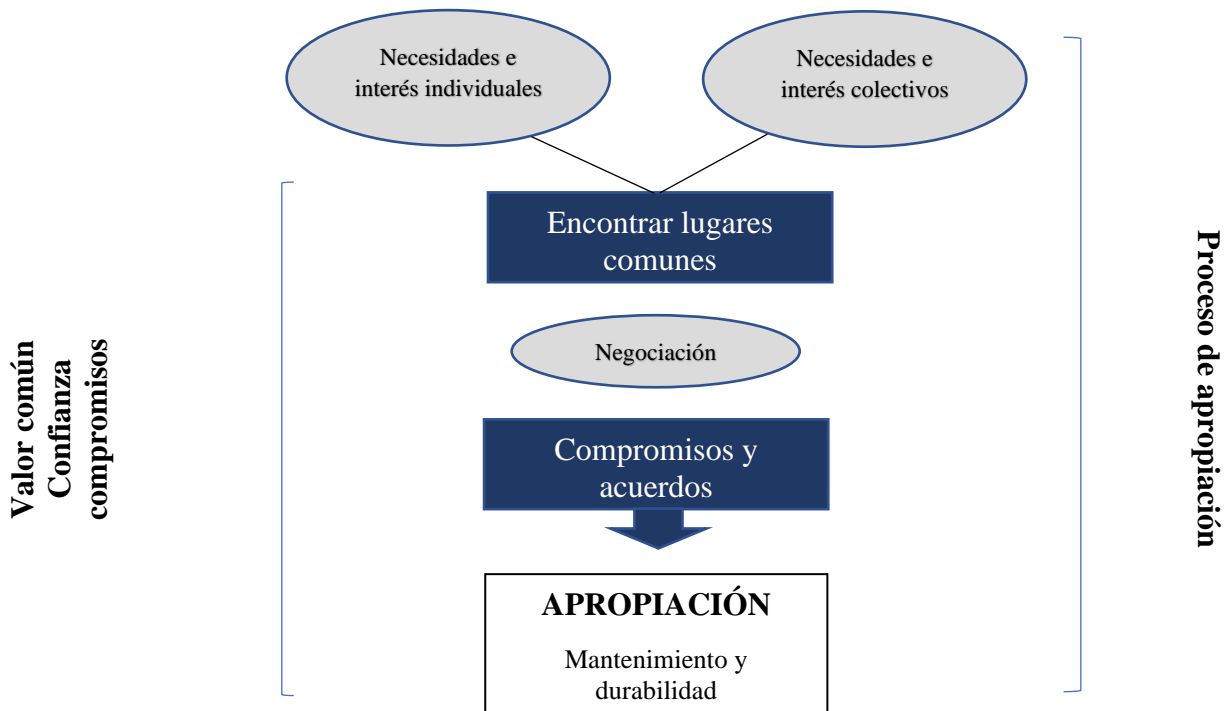 Necesidades e
interés individuales
Necesidades e
interés colectivos
Encontrar lugares
comunes
Negociación
Compromisos y
acuerdos
APROPIACIÓN
Mantenimiento y
durabilidad
Valor común
Confianza
compromisos
Proceso de apropiación